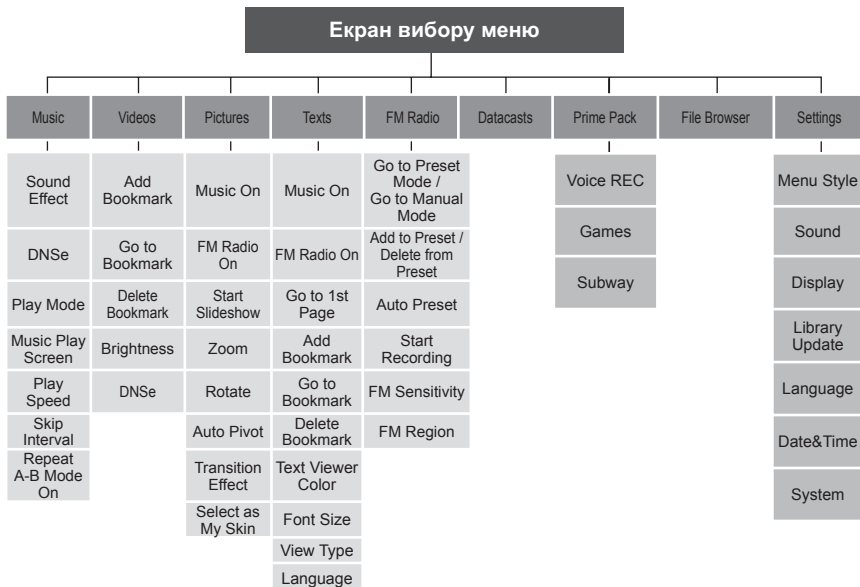 Екран вибору меню
Music
Videos
Pictures
Texts
FM Radio
Datacasts
Prime Pack
File Browser
Settings
Sound
Effect
DNSe
Play Mode
Music Play
Screen
Play
Speed
Skip
Interval
Repeat
A-B Mode
On
Add
Bookmark
Go to
Bookmark
Delete
Bookmark
Brightness
DNSe
Music On
FM Radio
On
Start
Slideshow
Zoom
Rotate
Auto Pivot
Transition
Effect
Select as
My Skin
Music On
FM Radio On
Go to 1st
Page
Add
Bookmark
Go to
Bookmark
Delete
Bookmark
Text Viewer
Color
Font Size
View Type
Language
Go to Preset
Mode /
Go to Manual
Mode
Add to Preset /
Delete from
Preset
Auto Preset
Start
Recording
FM Sensitivity
FM Region
Voice REC
Games
Subway
Menu Style
Sound
Display
Library
Update
Language
Date&Time
System